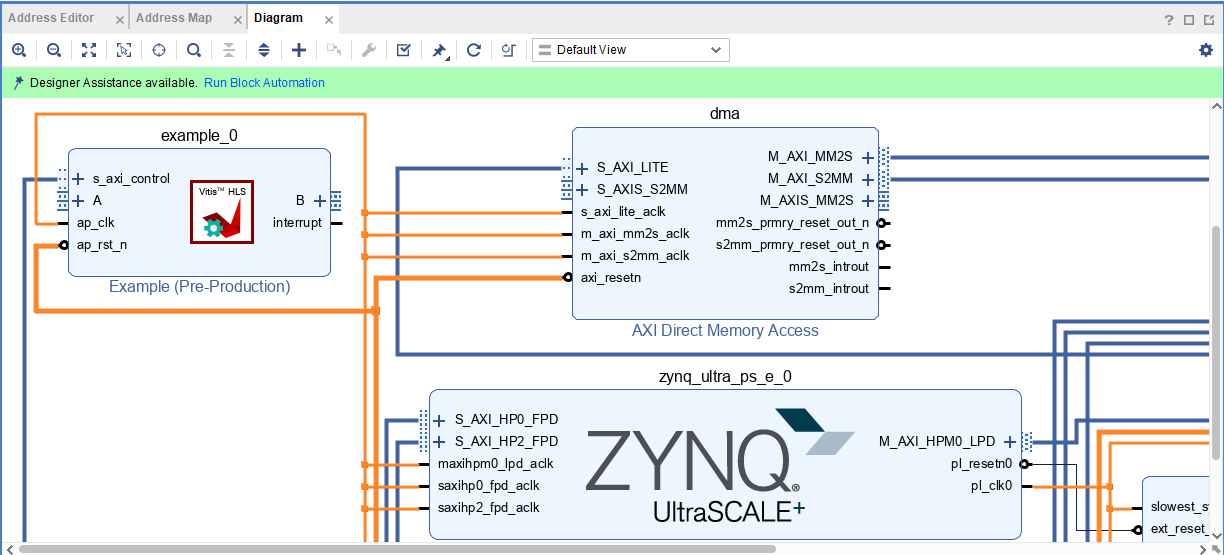 Address Editor × Address Map × Diagram × ?
Default View
Designer Assistance available. Run Block Automation
example_0
s_axi_control
A
ap_clk
ap_rst_n
Vitis™ HLS
B
interrupt
Example (Pre-Production)
dma
S_AXI_LITE
S_AXIS_S2MM
s_axi_lite_aclk
m_axi_mm2s_aclk
m_axi_s2mm_aclk
axi_resetn
M_AXI_MM2S
M_AXI_S2MM
M_AXIS_MM2S
mm2s_prmry_reset_out_n
s2mm_prmry_reset_out_n
mm2s_introut
s2mm_introut
AXI Direct Memory Access
zynq_ultra_ps_e_0
S_AXI_HP0_FPD
S_AXI_HP2_FPD
maxihpm0_lpd_aclk
saxihp0_fpd_aclk
saxihp2_fpd_aclk
ZYNQ®
UltraSCALE+
M_AXI_HPM0_LPD
pl_resetn0
pl_clk0
slowest_s
ext_reset_